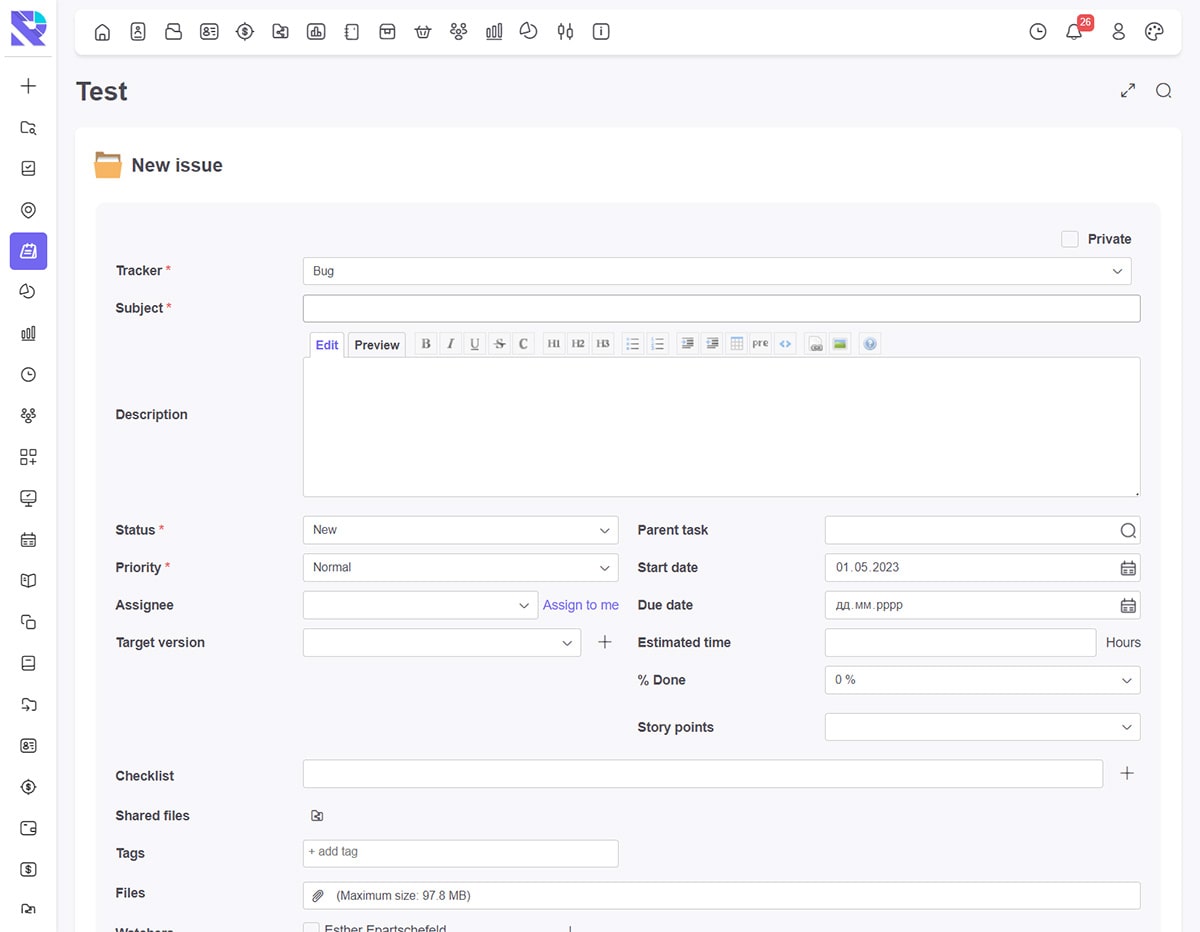 26
Test
New issue
Private
Tracker *
Bug
Subject *
Edit Preview B I U S C H1 H2 H3 pre <>
Description
Status *
New
Parent task
Priority *
Normal
Start date
01.05.2023
Assignee
Assign to me
Due date
дд.мм.рррр
Target version
Estimated time
Hours
% Done
0 %
Story points
Checklist
Shared files
Tags
+ add tag
Files
(Maximum size: 97.8 MB)
Watchers
Esther Epartschefeld